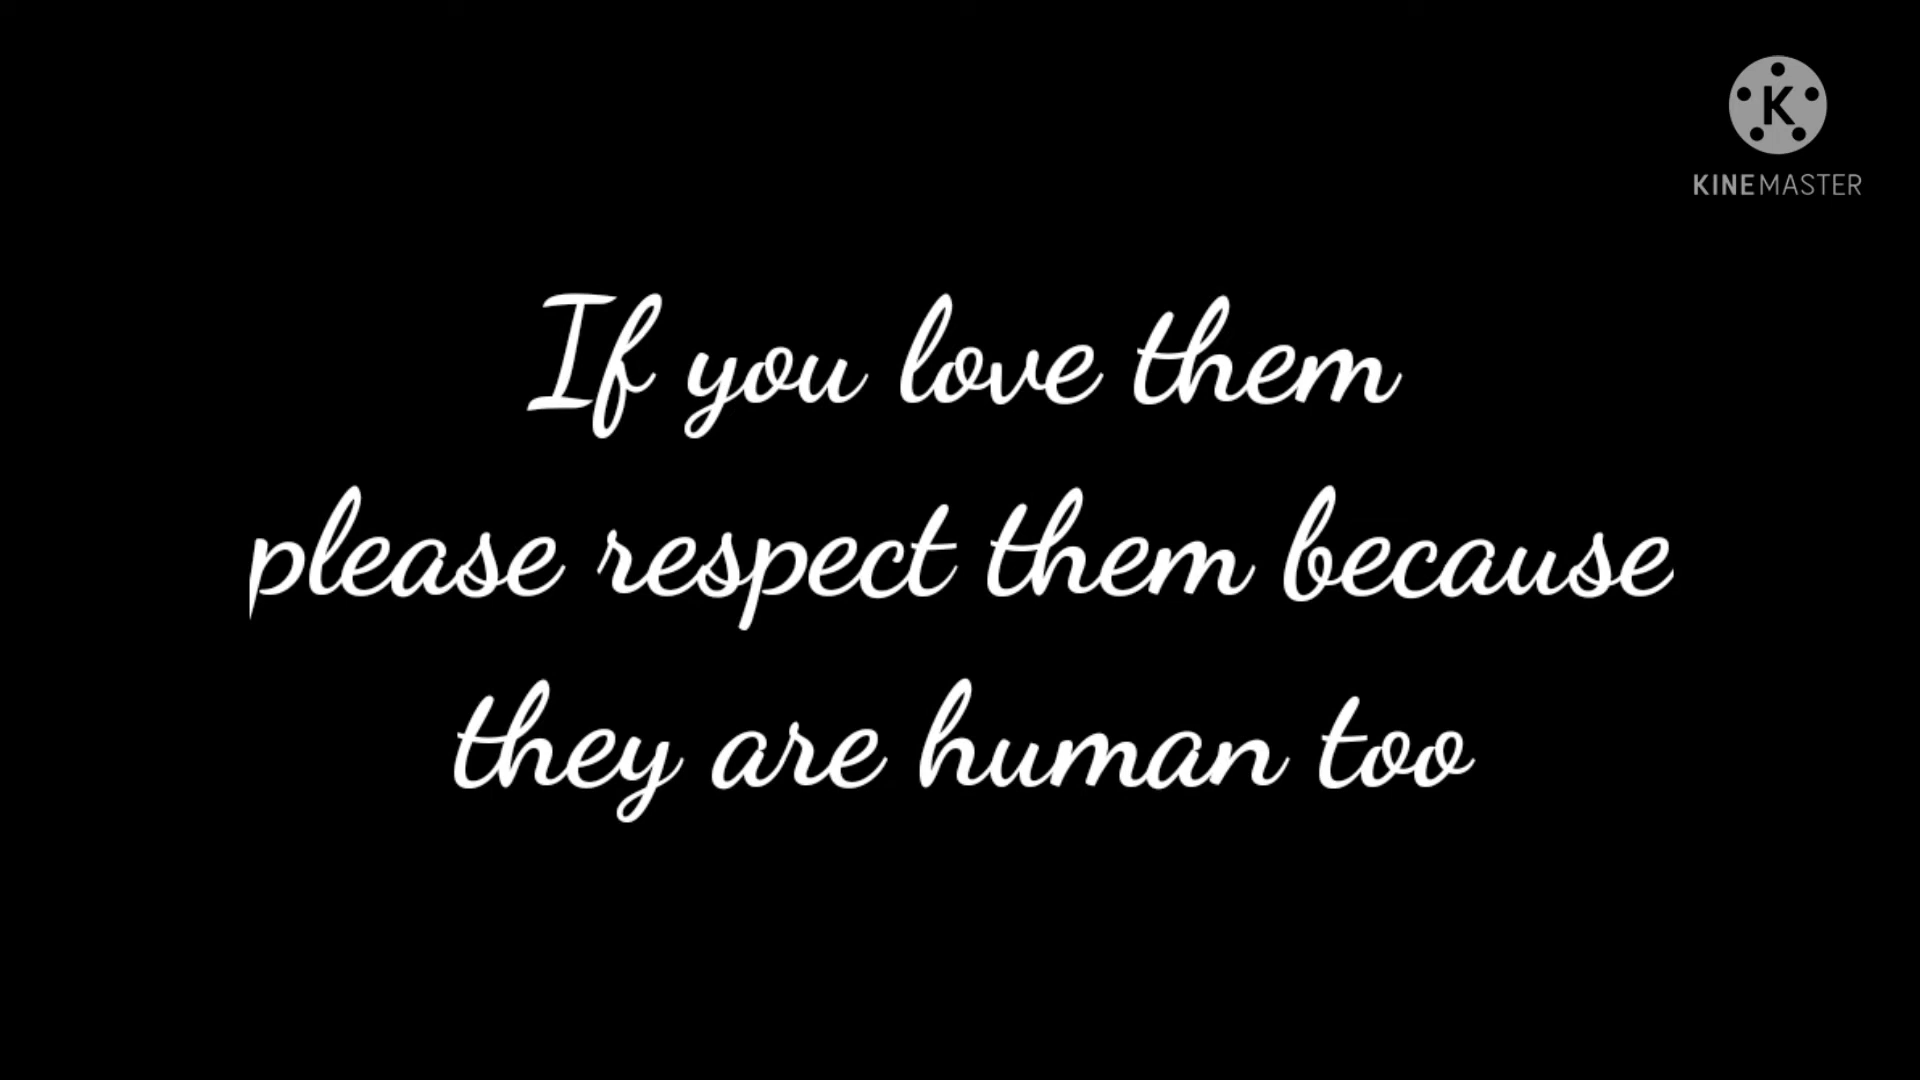 K
KINEMASTER
If you love them
please respect them because
they are human too